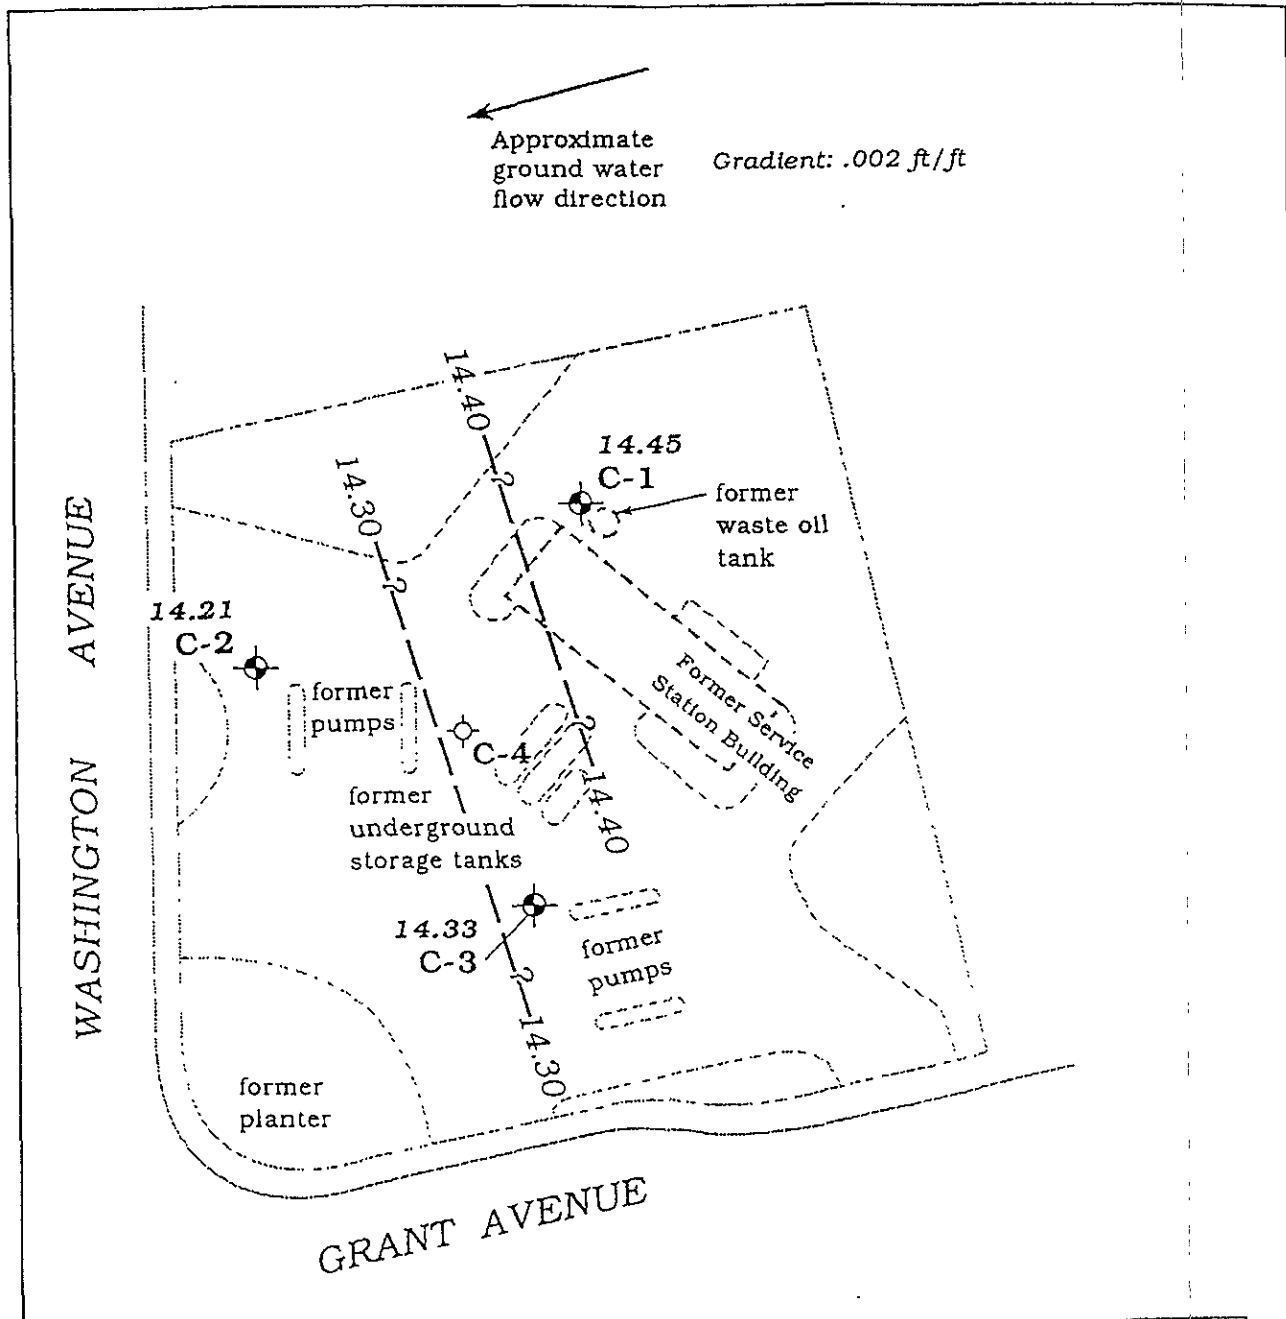 Approximate
ground water
flow direction
Gradient: .002 ft/ft
14.40
14.30
14.45
C-1
former
waste oil
tank
?
?
14.21
C-2
former
pumps
Former Service
Station Building
C-4
?
14.40
former
underground
storage tanks
14.33
C-3
former
pumps
?
14.30
former
planter
WASHINGTON AVENUE
GRANT AVENUE